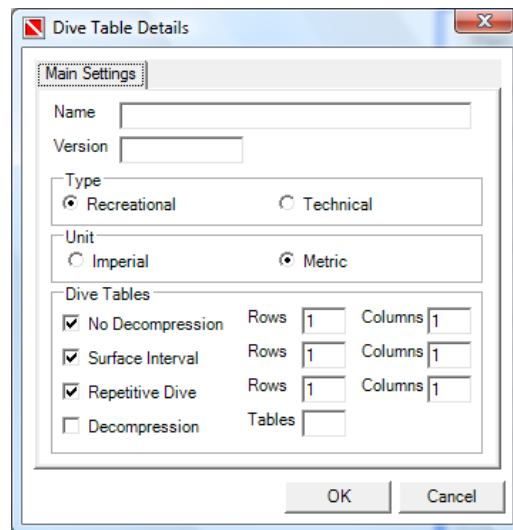 Dive Table Details
Main Settings
Name
Version
Type
Recreational Technical
Unit
Imperial Metric
Dive Tables
No Decompression Rows 1 Columns 1
Surface Interval Rows 1 Columns 1
Repetitive Dive Rows 1 Columns 1
Decompression Tables
OK Cancel